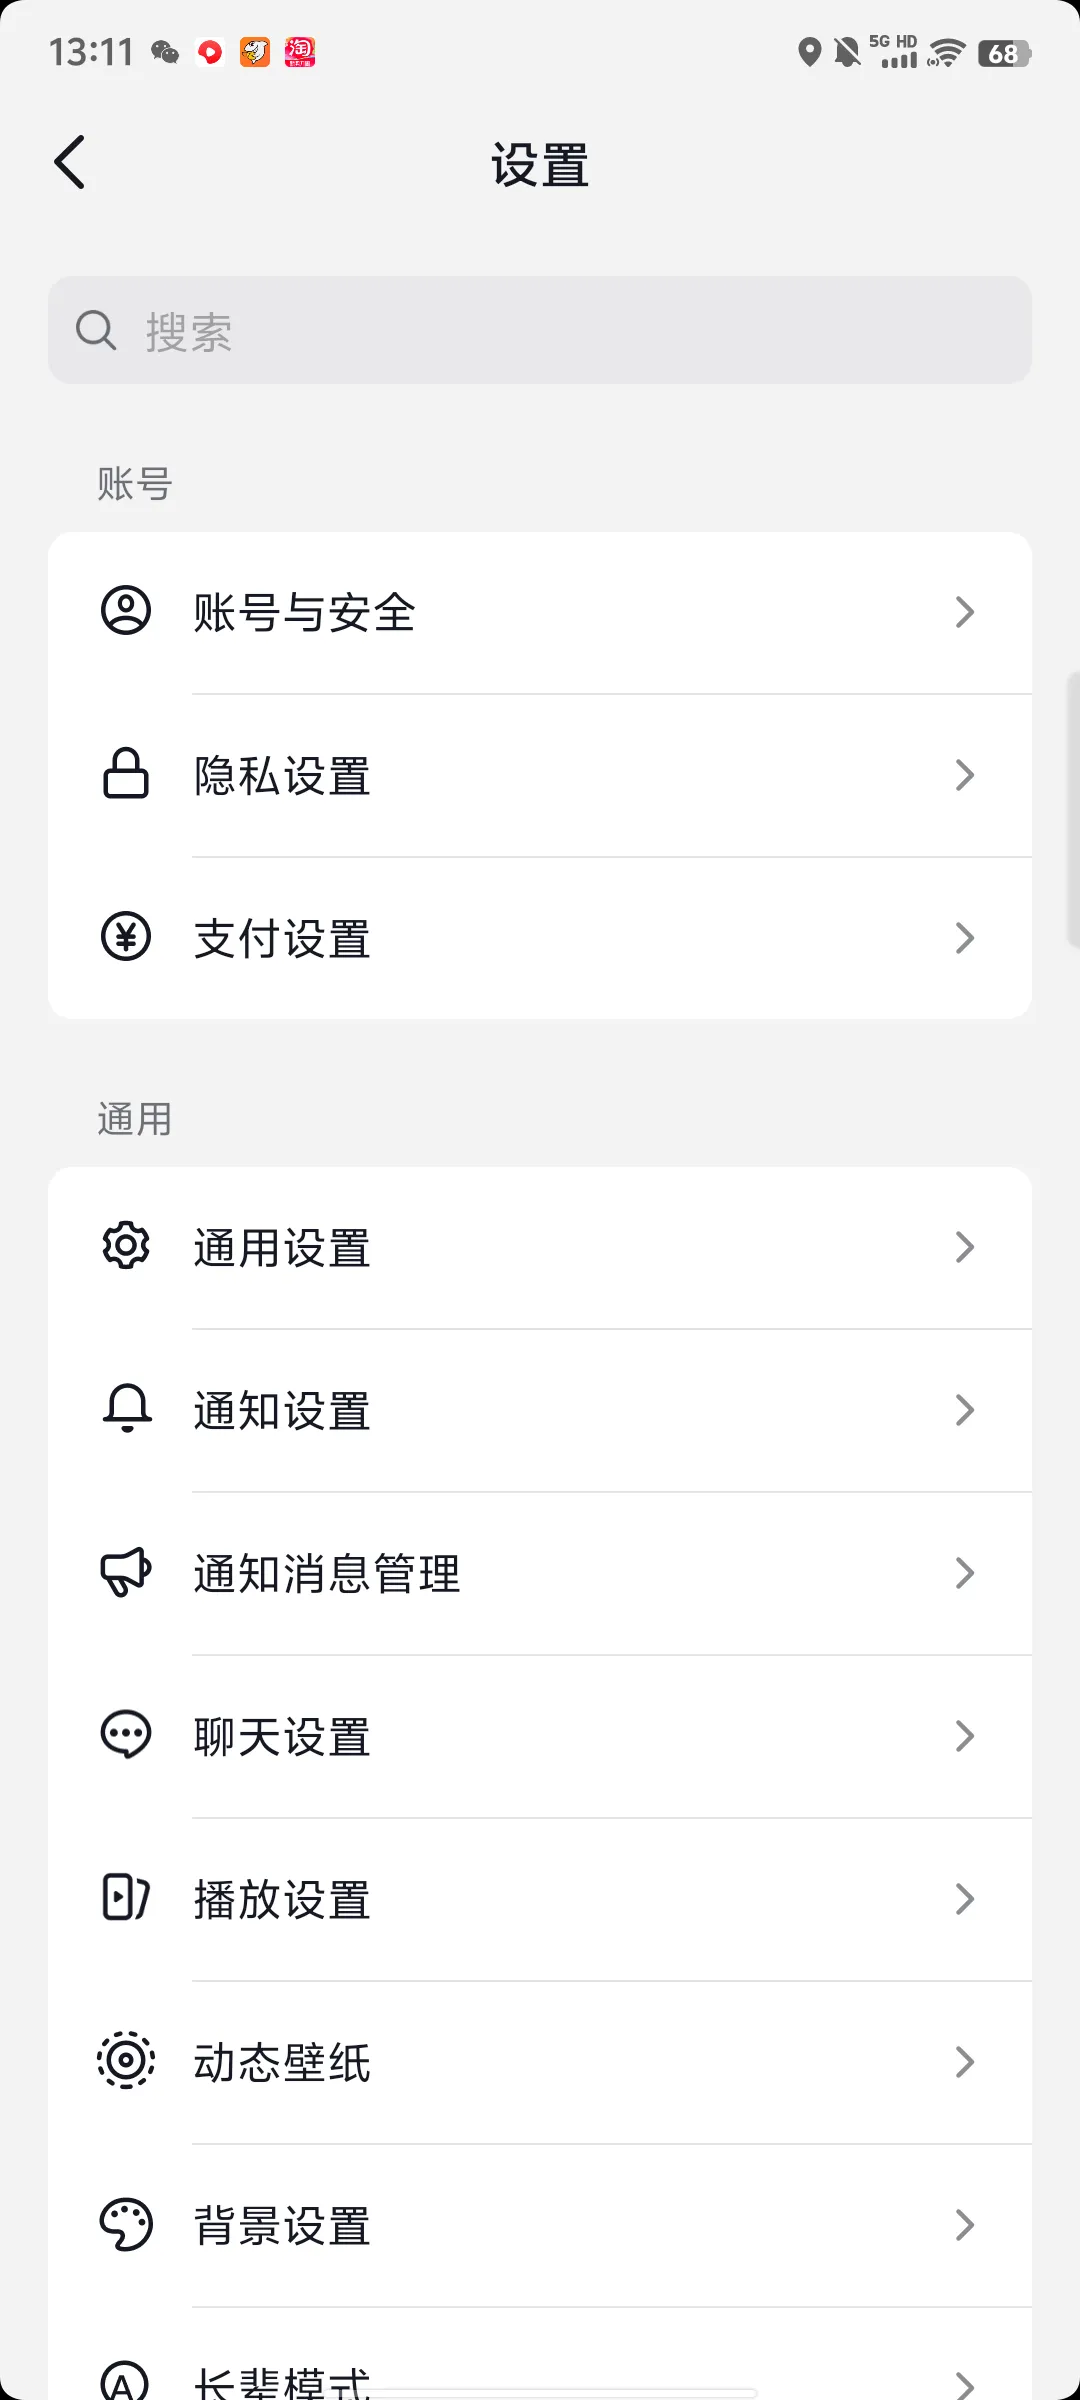 13:11
淘
5G HD
68
设置
搜索
账号
账号与安全
隐私设置
支付设置
通用
通用设置
通知设置
通知消息管理
聊天设置
播放设置
动态壁纸
背景设置
长辈模式